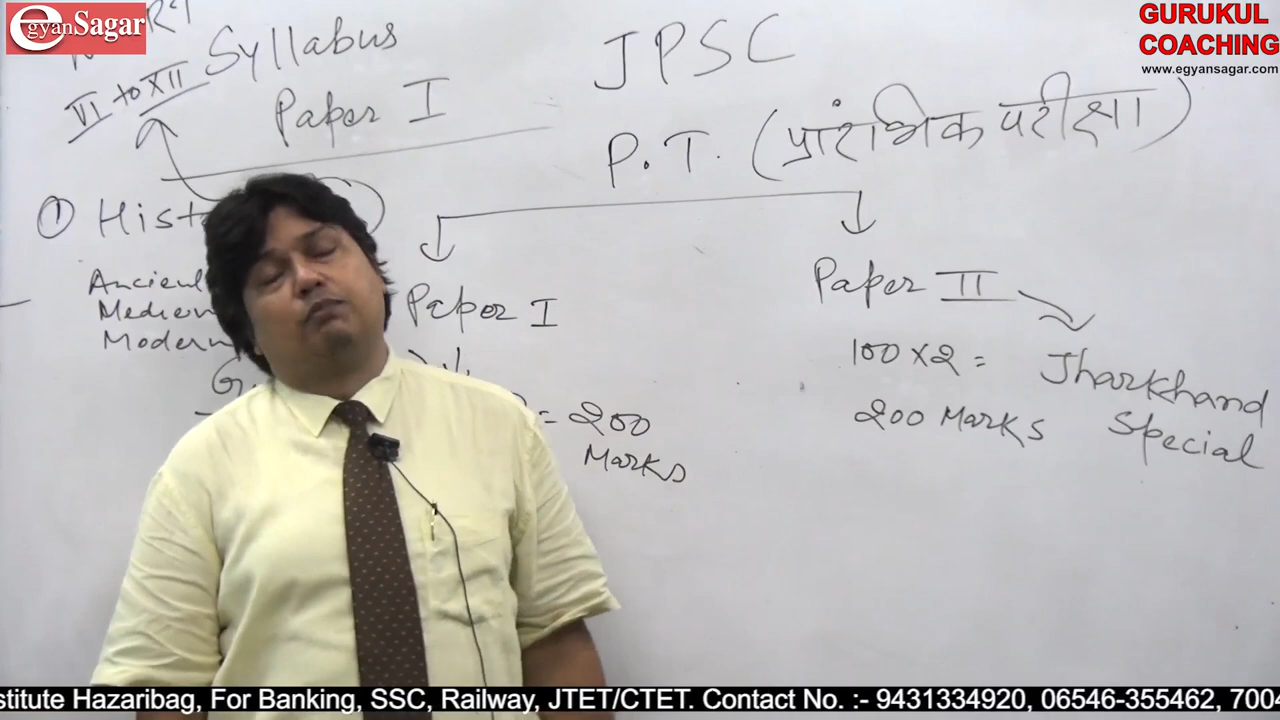 egyanSagar
GURUKUL
COACHING
www.egyansagar.com
VI to XII
Syllabus
Paper I
① Hist
Ancient
Medieva
Modern
JPSC
P.T. (प्रारंभिक परीक्षा)
Paper I
= 200
Marks
Paper II
100 x 2 =
200 Marks
Jharkhand
Special
stitute Hazaribag, For Banking, SSC, Railway, JTET/CTET. Contact No. :- 9431334920, 06546-355462, 7004